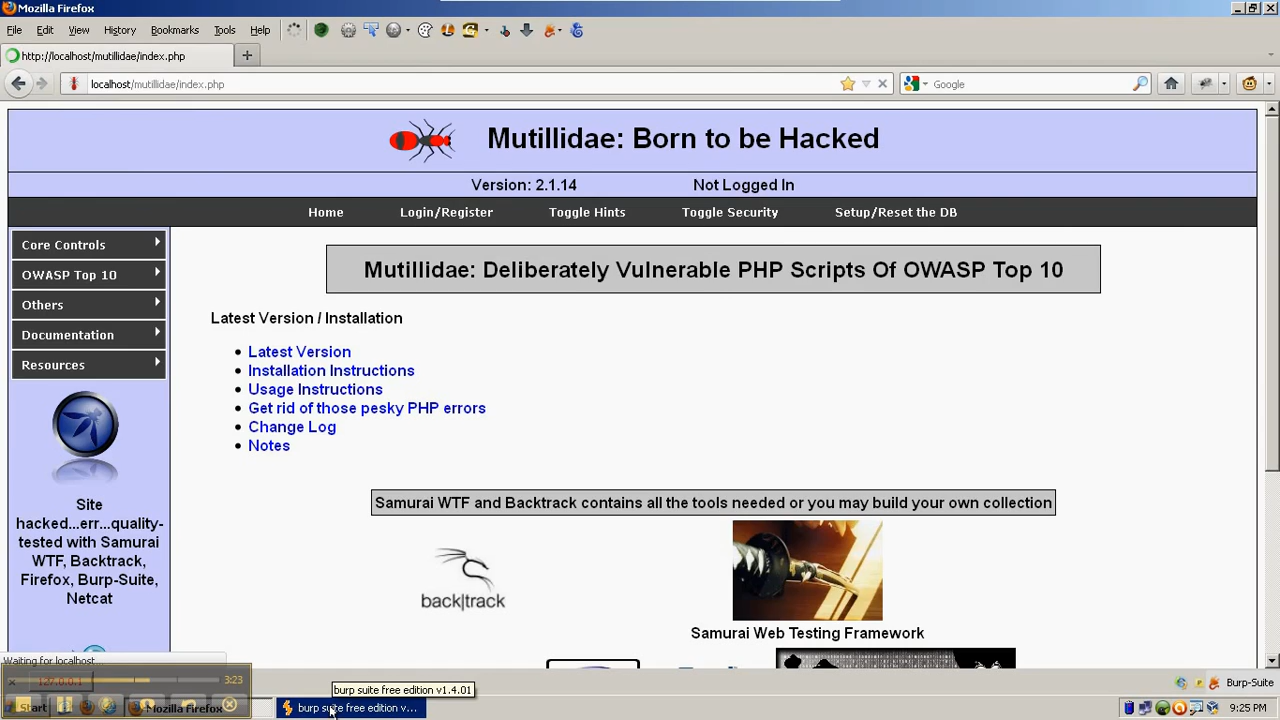 Mozilla Firefox
File Edit View History Bookmarks Tools Help
http://localhost/mutillidae/index.php
localhost/mutillidae/index.php
Google
Mutillidae: Born to be Hacked
Version: 2.1.14 Not Logged In
Home Login/Register Toggle Hints Toggle Security Setup/Reset the DB
Core Controls
OWASP Top 10
Others
Documentation
Resources
Site
hacked...err...quality-
tested with Samurai
WTF, Backtrack,
Firefox, Burp-Suite,
Netcat
Mutillidae: Deliberately Vulnerable PHP Scripts Of OWASP Top 10
Latest Version / Installation
• Latest Version
• Installation Instructions
• Usage Instructions
• Get rid of those pesky PHP errors
• Change Log
• Notes
Samurai WTF and Backtrack contains all the tools needed or you may build your own collection
back|track
Samurai Web Testing Framework
Waiting for localhost
127.0.0.1 3:23
burp suite free edition v1.4.01
Burp-Suite
Start Mozilla Firefox burp suite free edition v... 9:25 PM